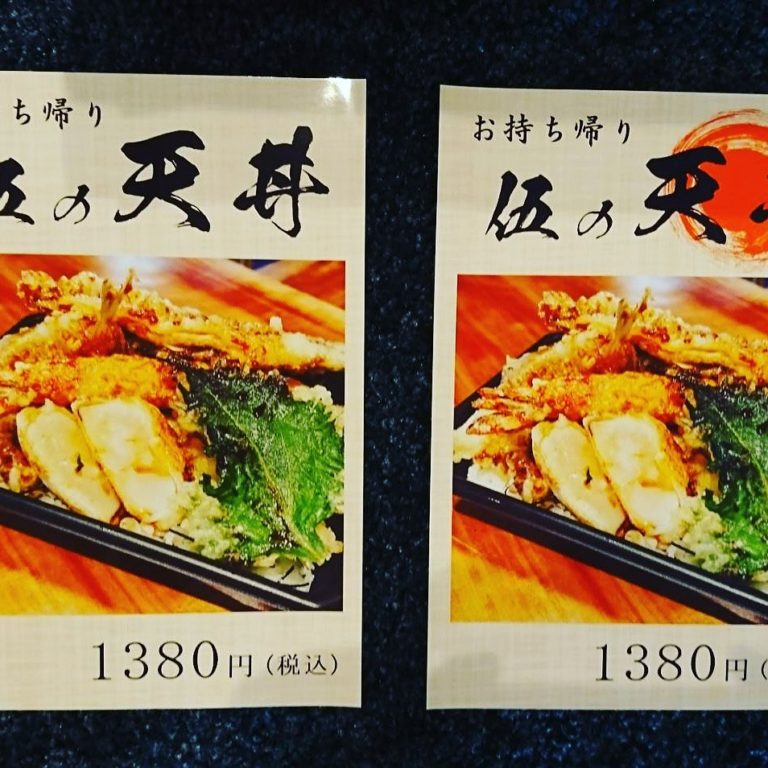 ち帰り
伍の天丼
1380円(税込)
お持ち帰り
伍の天
1380円(